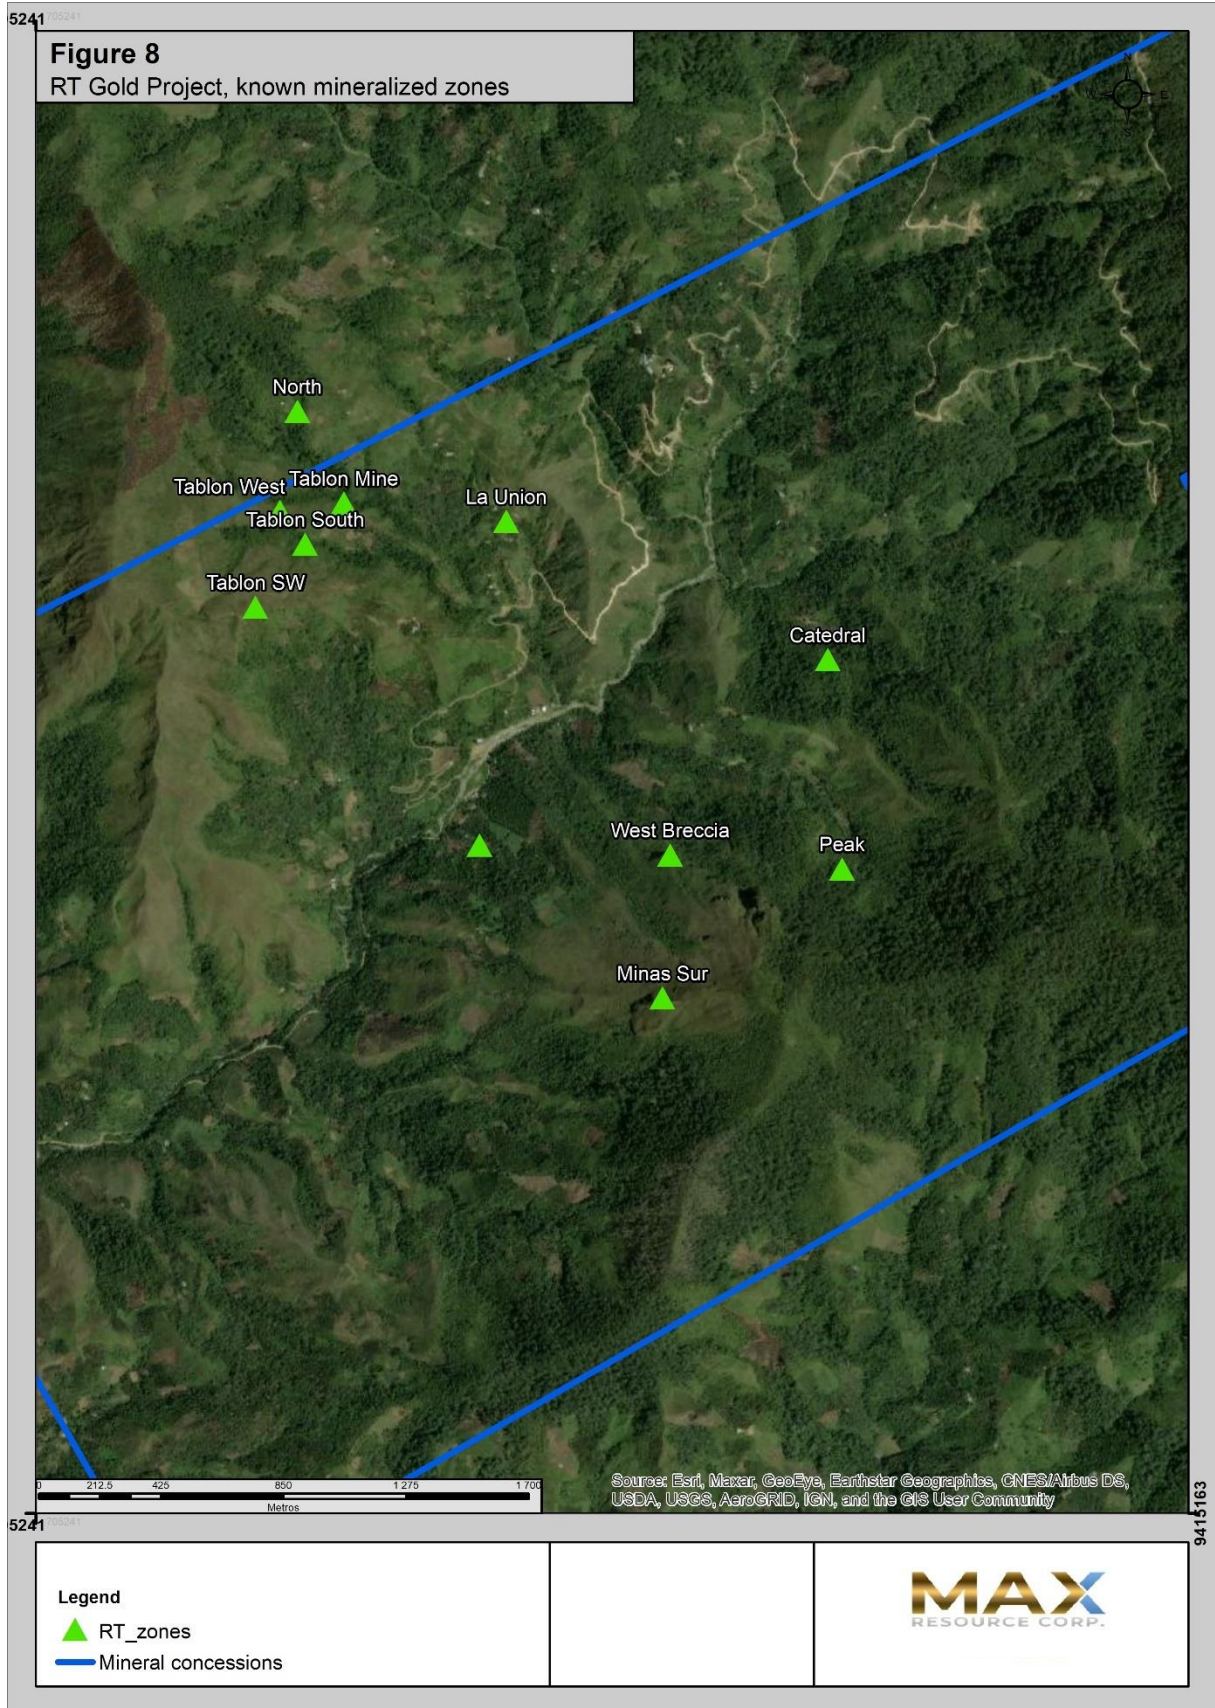 5241 705241
Figure 8
RT Gold Project, known mineralized zones
N
W E
S
North
Tablon West
Tablon Mine
La Union
Tablon South
Tablon SW
Catedral
West Breccia
Peak
Minas Sur
0 212.5 425 850 1 275 1 700
Metros
Source: Esri, Maxar, GeoEye, Earthstar Geographics, CNES/Airbus DS,
USDA, USGS, AeroGRID, IGN, and the GIS User Community
5241 705241
9415163
Legend
RT_zones
Mineral concessions
MAX
RESOURCE CORP.